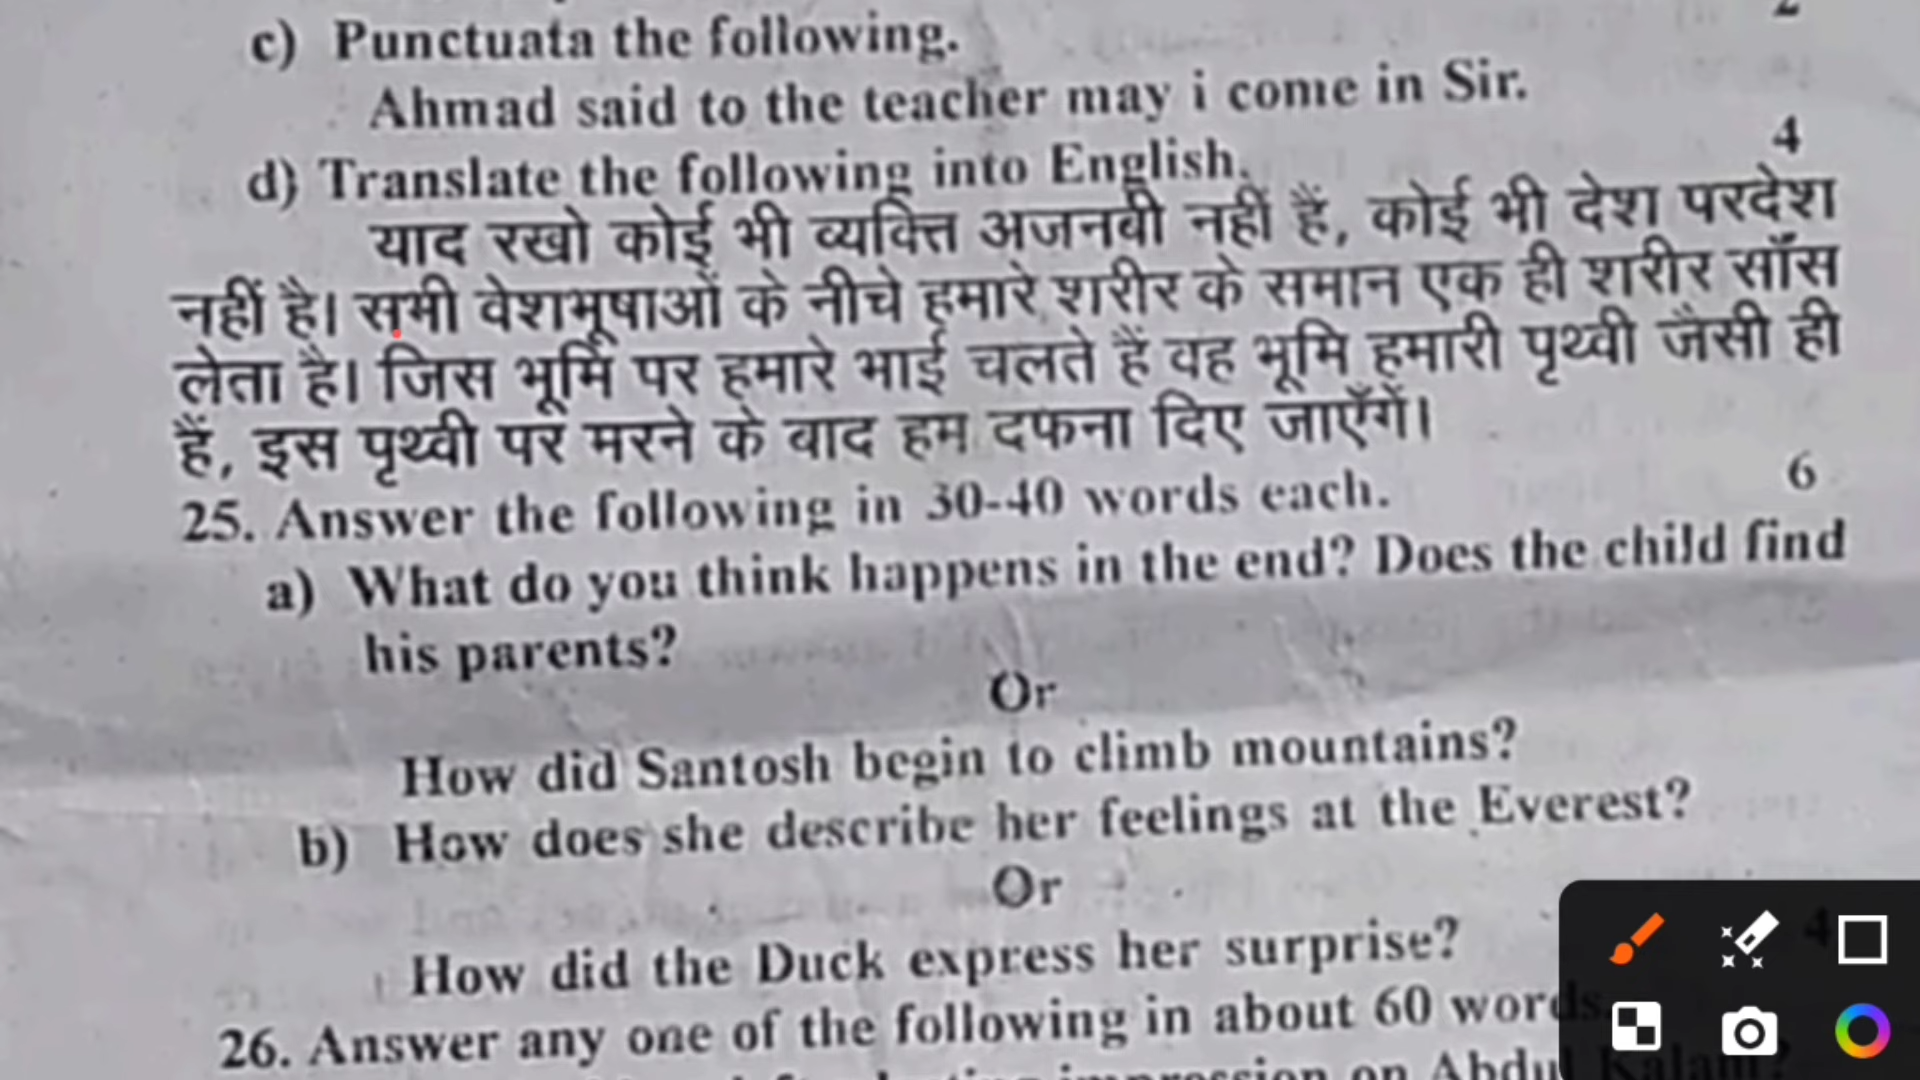 c) Punctuata the following.
Ahmad said to the teacher may i come in Sir.
4
d) Translate the following into English.
याद रखो कोई भी व्यक्ति अजनबी नहीं हैं, कोई भी देश परदेश
नहीं है। सभी वेशभूषाओं के नीचे हमारे शरीर के समान एक ही शरीर साँस
लेता है। जिस भूमि पर हमारे भाई चलते हैं वह भूमि हमारी पृथ्वी जैसी ही
हैं, इस पृथ्वी पर मरने के बाद हम दफना दिए जाएँगें।
25. Answer the following in 30-40 words each. 6
a) What do you think happens in the end? Does the child find
his parents?
Or
How did Santosh begin to climb mountains?
b) How does she describe her feelings at the Everest?
Or
How did the Duck express her surprise?
26. Answer any one of the following in about 60 words.
impression on Abdul Kalam?